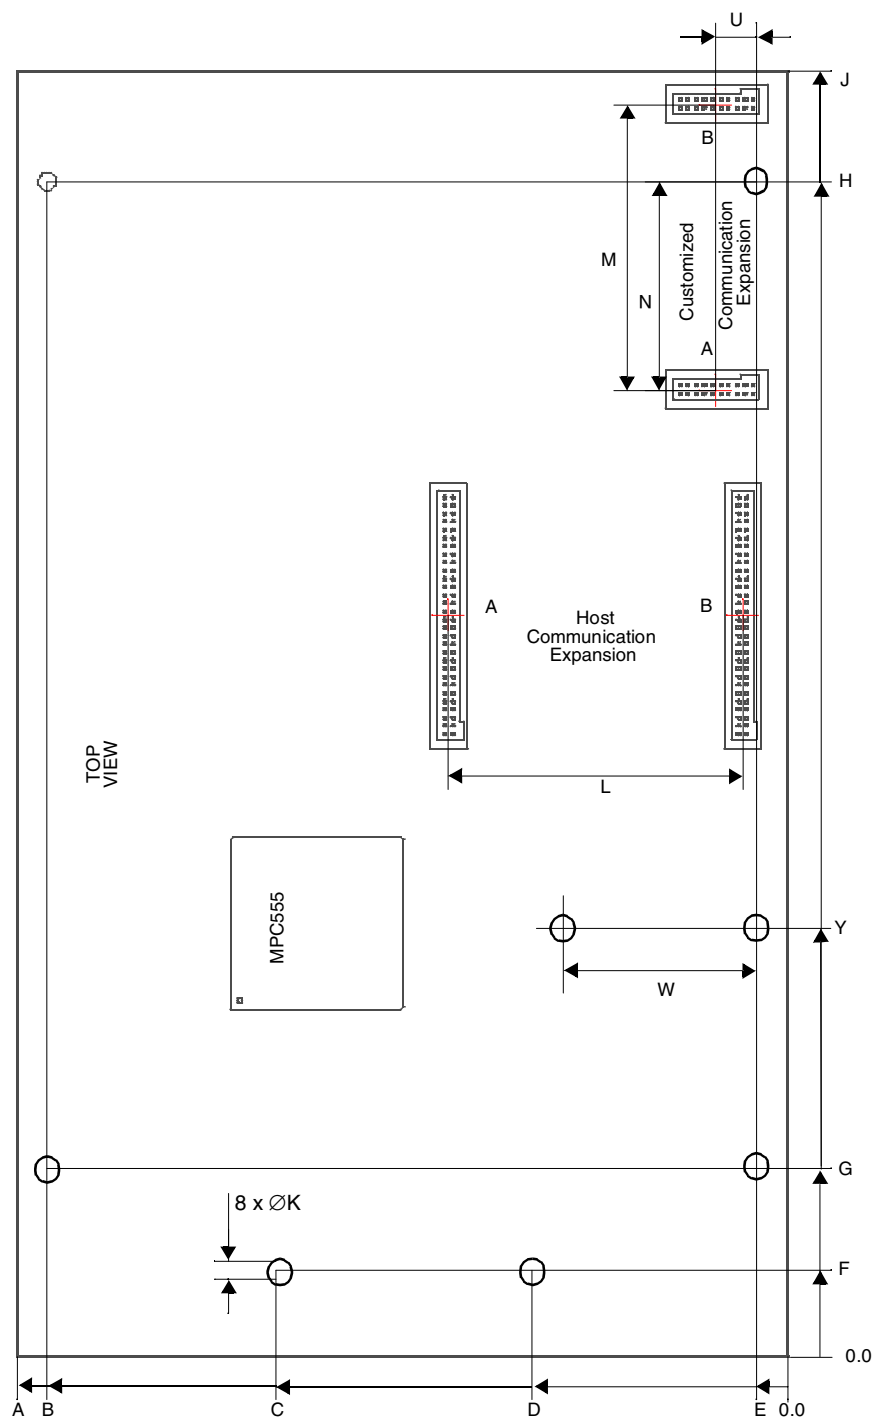 U
J
B
H
Customized
Communication
Expansion
M
N
A
A
B
Host
Communication
Expansion
L
TOP
VIEW
MPC555
Y
W
G
8 x ∅K
F
0.0
A B C D E 0.0